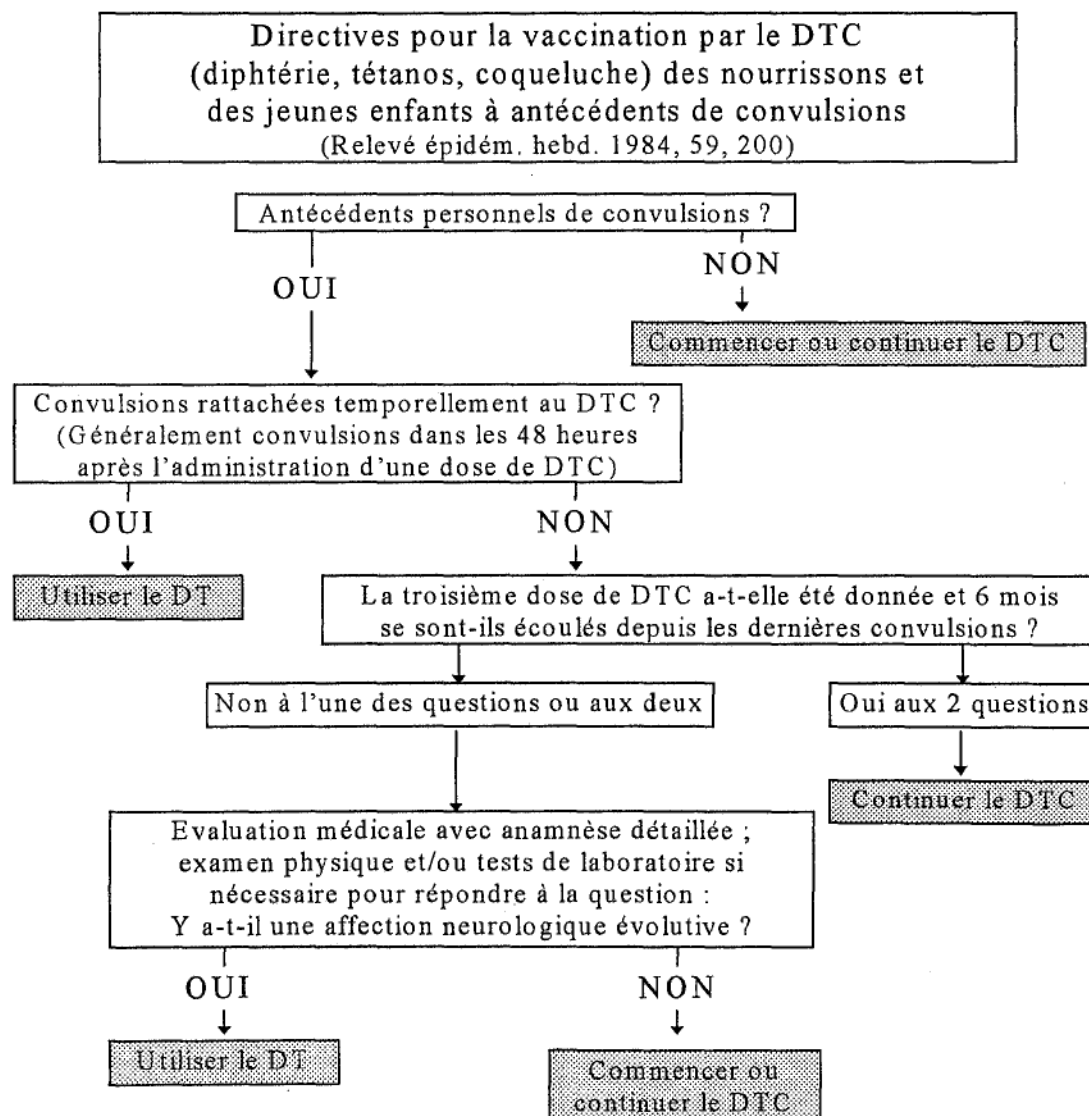 Directives pour la vaccination par le DTC
(diphtérie, tétanos, coqueluche) des nourrissons et
des jeunes enfants à antécédents de convulsions
(Relevé épidém. hebd. 1984, 59, 200)
Antécédents personnels de convulsions ?
OUI
NON
Commencer ou continuer le DTC
Convulsions rattachées temporellement au DTC ?
(Généralement convulsions dans les 48 heures
après l'administration d'une dose de DTC)
OUI
NON
Utiliser le DT
La troisième dose de DTC a-t-elle été donnée et 6 mois
se sont-ils écoulés depuis les dernières convulsions ?
Non à l'une des questions ou aux deux
Oui aux 2 questions
Continuer le DTC
Evaluation médicale avec anamnèse détaillée ;
examen physique et/ou tests de laboratoire si
nécessaire pour répondre à la question :
Y a-t-il une affection neurologique évolutive ?
OUI
NON
Utiliser le DT
Commencer ou
continuer le DTC